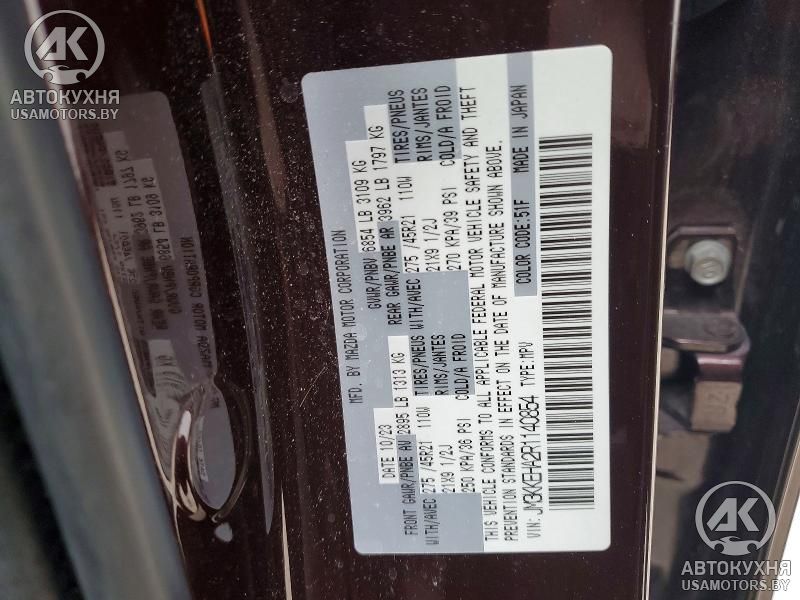 AK
АВТОКУХНЯ
USAMOTORS.BY
MFD. BY MAZDA MOTOR CORPORATION
DATE 10/23
GVWR/PNBV 6854 LB 3109 KG
FRONT GAWR/PNBE AV 2895 LB 1313 KG
REAR GAWR/PNBE AR 3962 LB 1797 KG
WITH/AVEC 275 /45R21 110W
TIRES/PNEUS WITH/AVEC 275 /45R21 110W
TIRES/PNEUS
21X9 1/2J
RIMS/JANTES
21X9 1/2J
RIMS/JANTES
250 KPA/36 PSI
COLD/A FROID
270 KPA/39 PSI
COLD/A FROID
THIS VEHICLE CONFORMS TO ALL APPLICABLE FEDERAL MOTOR VEHICLE SAFETY AND THEFT
PREVENTION STANDARDS IN EFFECT ON THE DATE OF MANUFACTURE SHOWN ABOVE.
VIN: JM3KKEHA2R1140854 TYPE:MPV
COLOR CODE:51F
MADE IN JAPAN
AK
АВТОКУХНЯ
USAMOTORS.BY